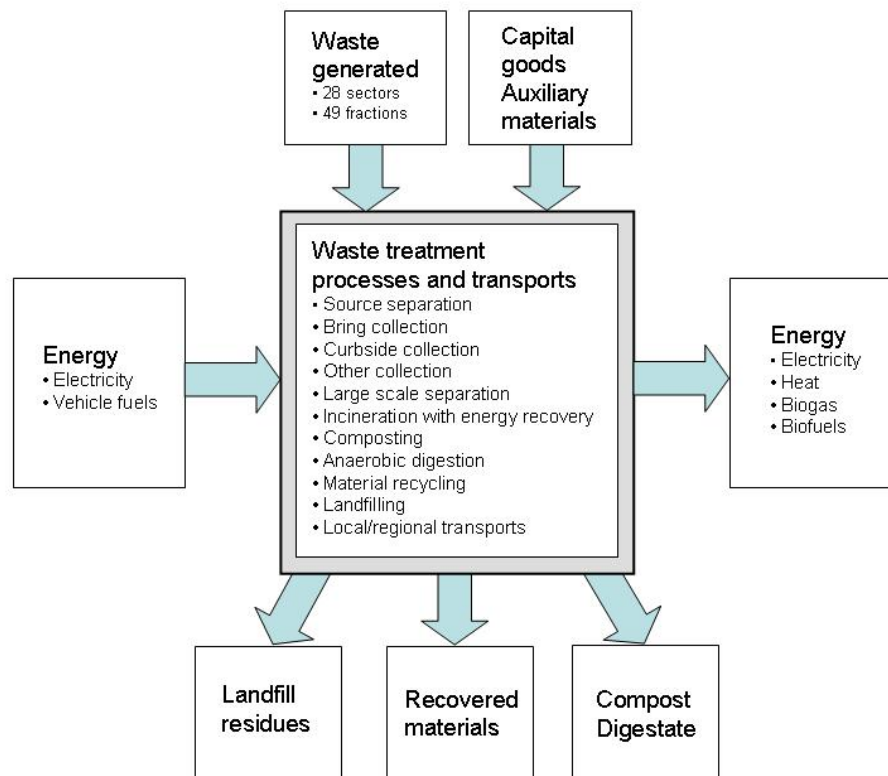 Waste
generated
• 28 sectors
• 49 fractions
Capital
goods
Auxiliary
materials
Energy
• Electricity
• Vehicle fuels
Waste treatment
processes and transports
• Source separation
• Bring collection
• Curbside collection
• Other collection
• Large scale separation
• Incineration with energy recovery
• Composting
• Anaerobic digestion
• Material recycling
• Landfilling
• Local/regional transports
Energy
• Electricity
• Heat
• Biogas
• Biofuels
Landfill
residues
Recovered
materials
Compost
Digestate